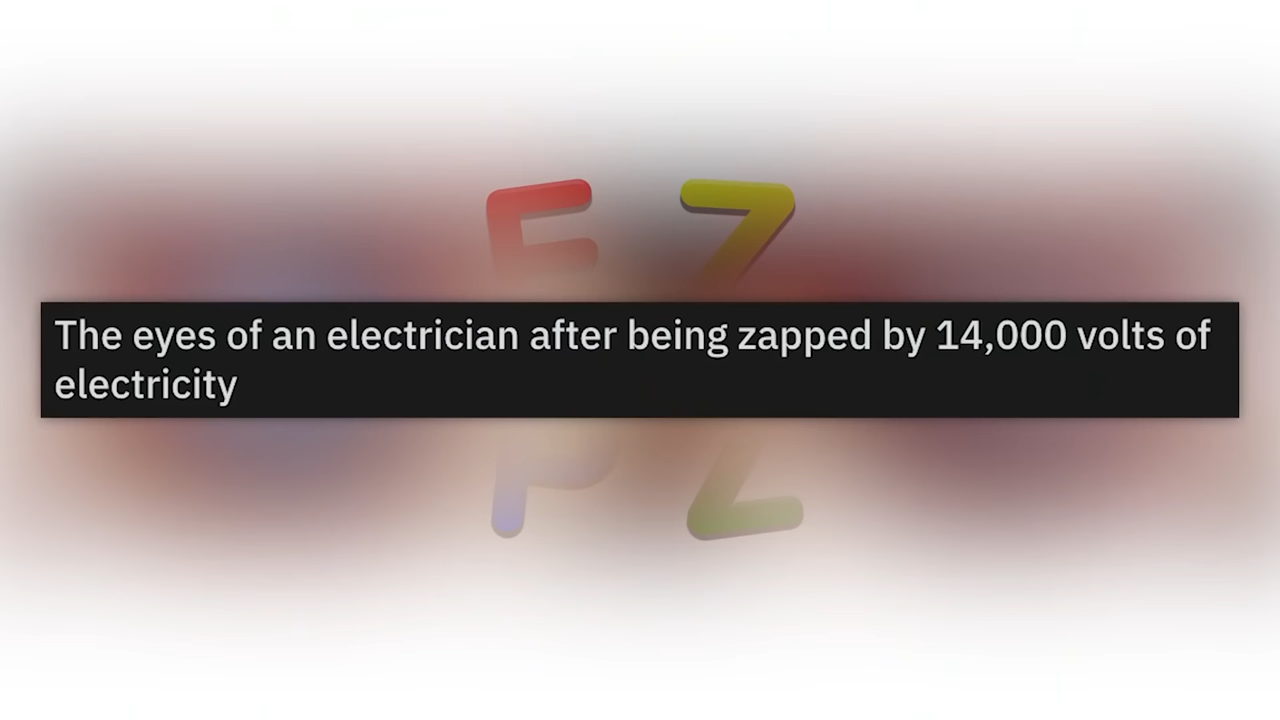 F Z
The eyes of an electrician after being zapped by 14,000 volts of
electricity
P Z